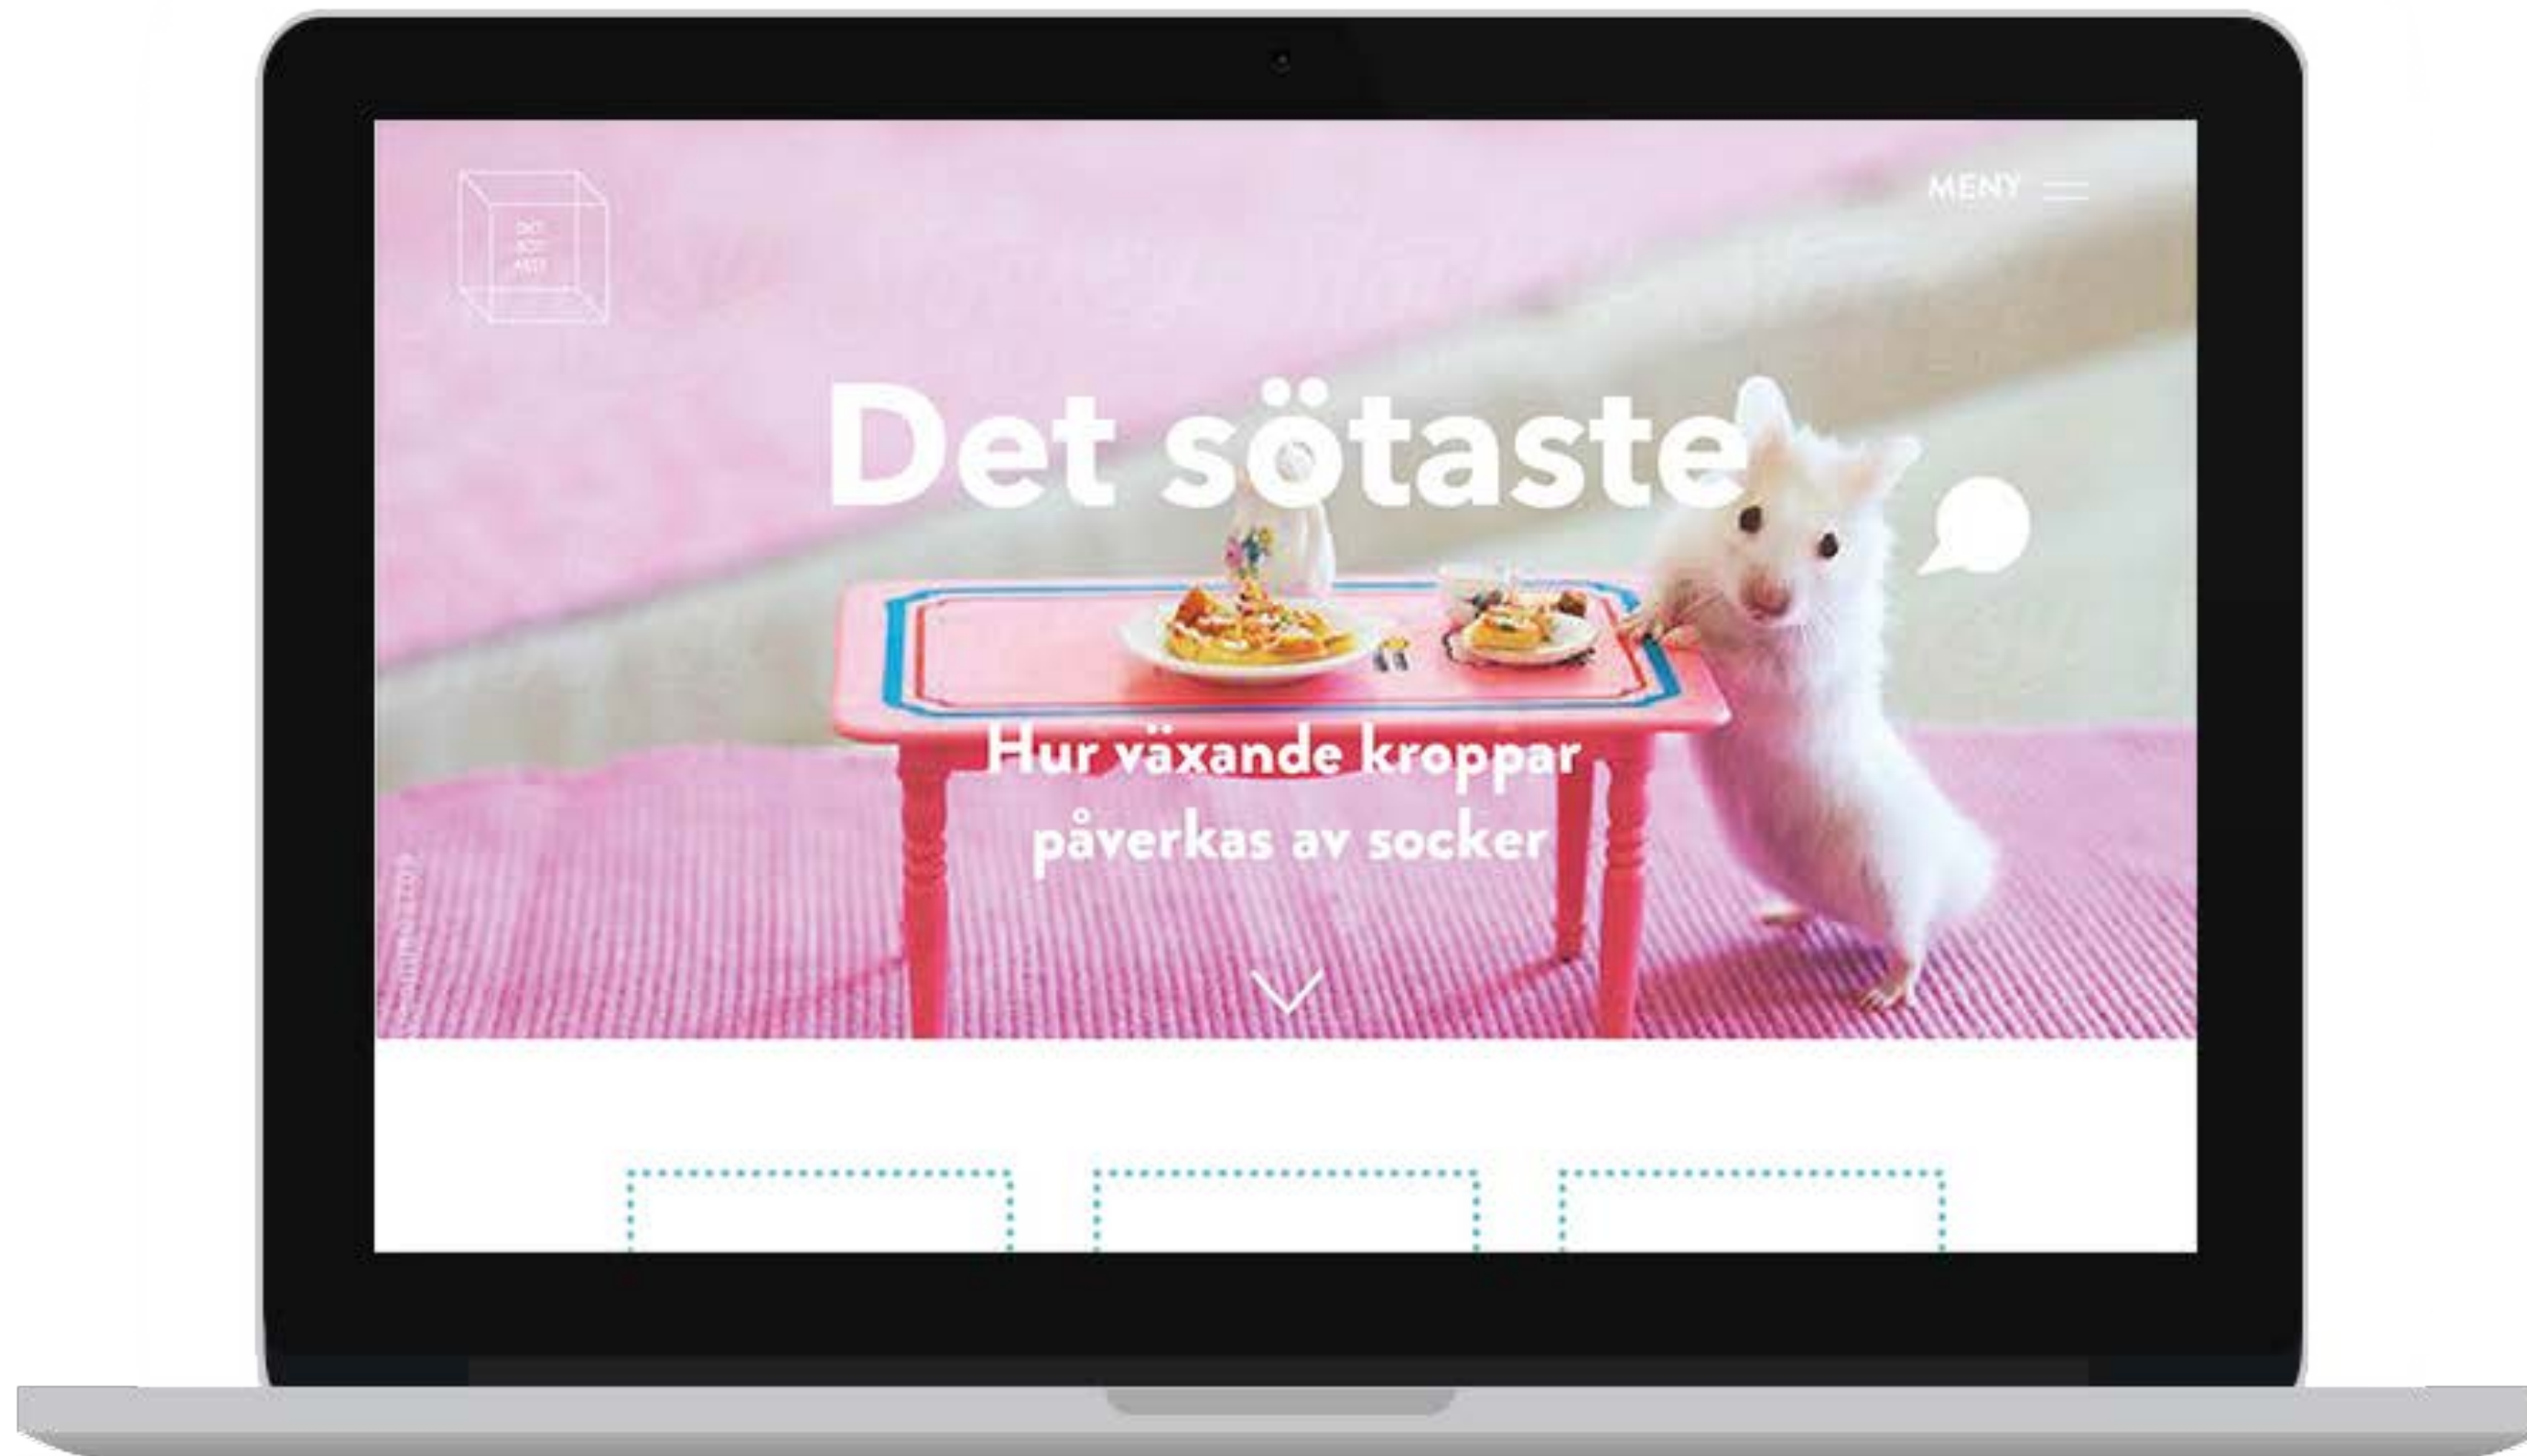 MENY
Det sötaste
Hur växande kroppar
påverkas av socker